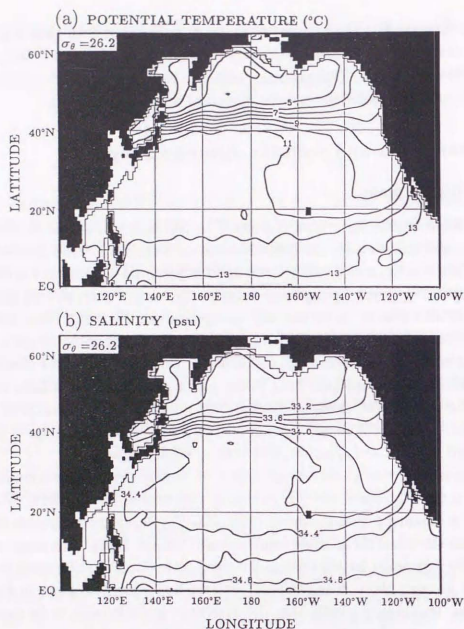 (a) POTENTIAL TEMPERATURE (°C)
σθ=26.2
60°N
40°N
20°N
EQ
LATITUDE
5
7
9
11
13
13
13
120°E 140°E 160°E 180° 160°W 140°W 120°W 100°W
(b) SALINITY (psu)
σθ=26.2
60°N
40°N
20°N
EQ
LATITUDE
33.2
33.6
34.0
34.4
34.4
34.8
34.8
120°E 140°E 160°E 180° 160°W 140°W 120°W 100°W
LONGITUDE